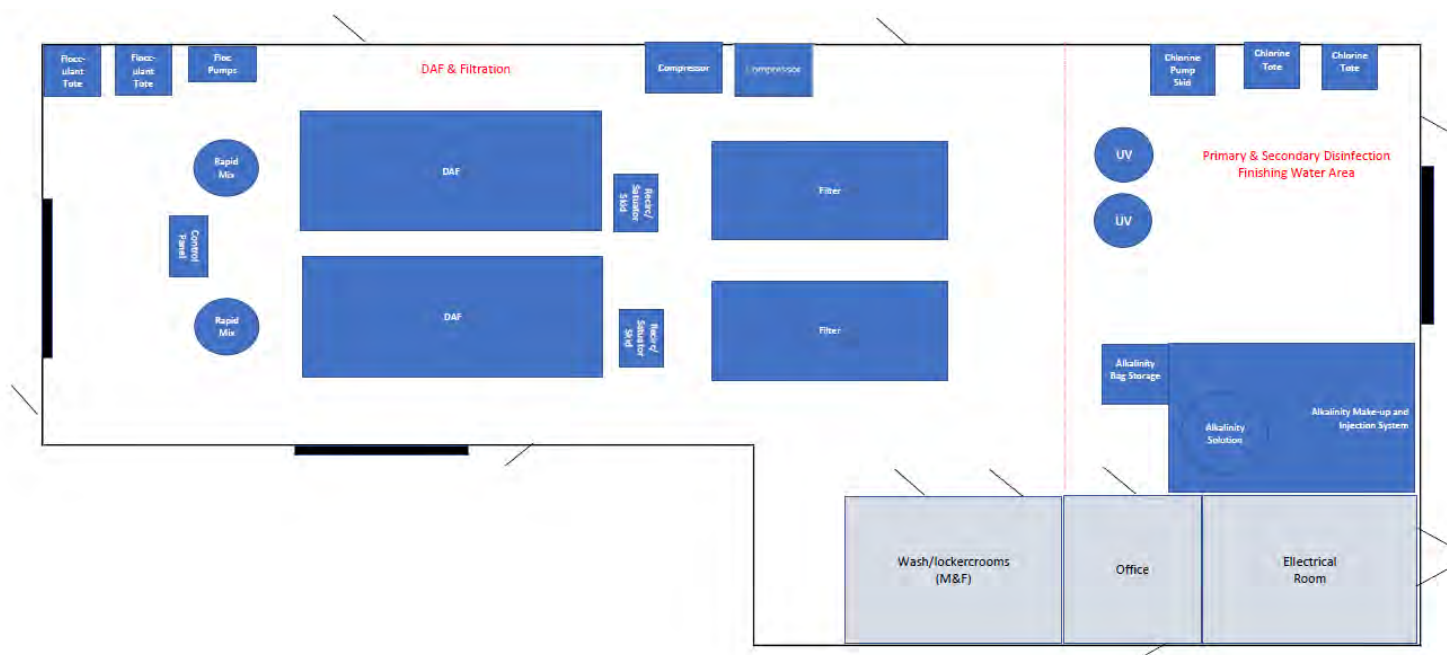 Flocc-
ulant
Tote
Flocc-
ulant
Tote
Floc
Pumps
DAF & Filtration
Compressor
Compressor
Chlorine
Pump
Skid
Chlorine
Tote
Chlorine
Tote
Rapid
Mix
DAF
Recirc/
Satuator
Skid
Filter
UV
UV
Primary & Secondary Disinfection
Finishing Water Area
Control
Panel
Rapid
Mix
DAF
Recirc/
Satuator
Skid
Filter
Alkalinity
Bag Storage
Alkalinity Make-up and
Injection System
Alkalinity
Solution
Wash/lockercrooms
(M&F)
Office
Ellectrical
Room